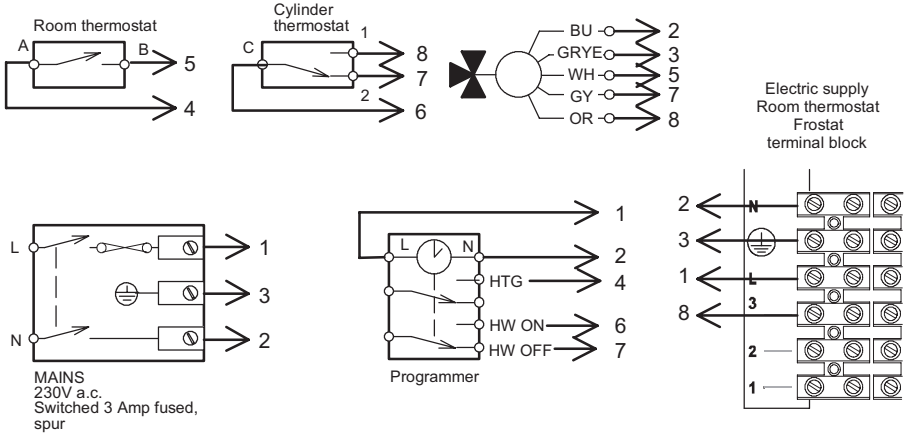 Room thermostat
A
B
5
4
Cylinder
thermostat
C
1
8
7
2
6
BU
2
GRYE
3
WH
5
GY
7
OR
8
Electric supply
Room thermostat
Frostat
terminal block
L
1
3
N
2
MAINS
230V a.c.
Switched 3 Amp fused,
spur
1
L
N
2
HTG
4
HW ON
6
HW OFF
7
Programmer
2
N
3
1
L
3
8
2
1